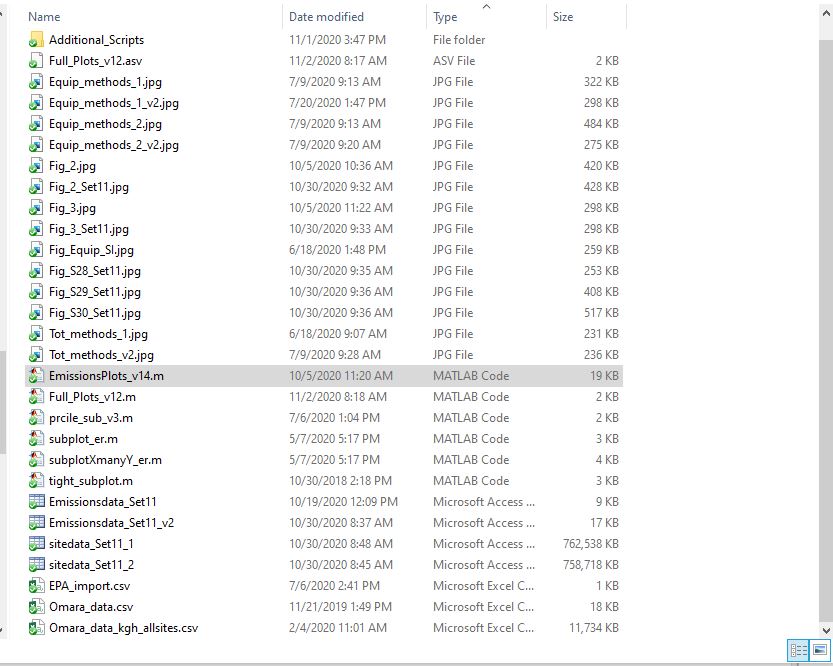 Name Date modified Type Size
Additional_Scripts 11/1/2020 3:47 PM File folder
Full_Plots_v12.asv 11/2/2020 8:17 AM ASV File 2 KB
Equip_methods_1.jpg 7/9/2020 9:13 AM JPG File 322 KB
Equip_methods_1_v2.jpg 7/20/2020 1:47 PM JPG File 298 KB
Equip_methods_2.jpg 7/9/2020 9:13 AM JPG File 484 KB
Equip_methods_2_v2.jpg 7/9/2020 9:20 AM JPG File 275 KB
Fig_2.jpg 10/5/2020 10:36 AM JPG File 420 KB
Fig_2_Set11.jpg 10/30/2020 9:32 AM JPG File 428 KB
Fig_3.jpg 10/5/2020 11:22 AM JPG File 298 KB
Fig_3_Set11.jpg 10/30/2020 9:33 AM JPG File 298 KB
Fig_Equip_SI.jpg 6/18/2020 1:48 PM JPG File 259 KB
Fig_S28_Set11.jpg 10/30/2020 9:35 AM JPG File 253 KB
Fig_S29_Set11.jpg 10/30/2020 9:36 AM JPG File 408 KB
Fig_S30_Set11.jpg 10/30/2020 9:36 AM JPG File 517 KB
Tot_methods_1.jpg 6/18/2020 9:07 AM JPG File 231 KB
Tot_methods_v2.jpg 7/9/2020 9:28 AM JPG File 236 KB
EmissionsPlots_v14.m 10/5/2020 11:20 AM MATLAB Code 19 KB
Full_Plots_v12.m 11/2/2020 8:18 AM MATLAB Code 2 KB
prcile_sub_v3.m 7/6/2020 1:04 PM MATLAB Code 2 KB
subplot_er.m 5/7/2020 5:17 PM MATLAB Code 3 KB
subplotXmanyY_er.m 5/7/2020 5:17 PM MATLAB Code 4 KB
tight_subplot.m 10/30/2018 2:18 PM MATLAB Code 3 KB
Emissionsdata_Set11 10/19/2020 12:09 PM Microsoft Access ... 9 KB
Emissionsdata_Set11_v2 10/30/2020 8:37 AM Microsoft Access ... 17 KB
sitedata_Set11_1 10/30/2020 8:48 AM Microsoft Access ... 762,538 KB
sitedata_Set11_2 10/30/2020 8:45 AM Microsoft Access ... 758,718 KB
EPA_import.csv 7/6/2020 2:41 PM Microsoft Excel C... 1 KB
Omara_data.csv 11/21/2019 1:49 PM Microsoft Excel C... 18 KB
Omara_data_kgh_allsites.csv 2/4/2020 11:01 AM Microsoft Excel C... 11,734 KB